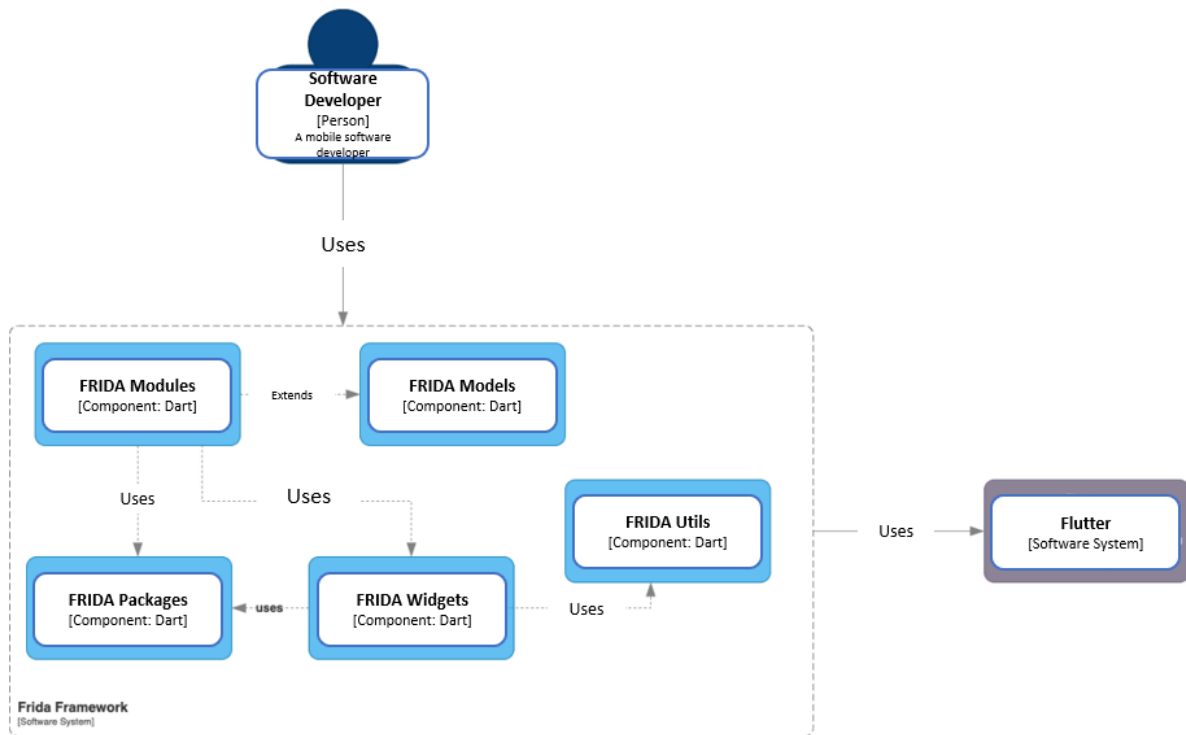 Software
Developer
[Person]
A mobile software
developer
Uses
FRIDA Modules
[Component: Dart]
Extends
FRIDA Models
[Component: Dart]
Uses
Uses
FRIDA Utils
[Component: Dart]
Uses
Flutter
[Software System]
FRIDA Packages
[Component: Dart]
uses
FRIDA Widgets
[Component: Dart]
Uses
Frida Framework
[Software System]